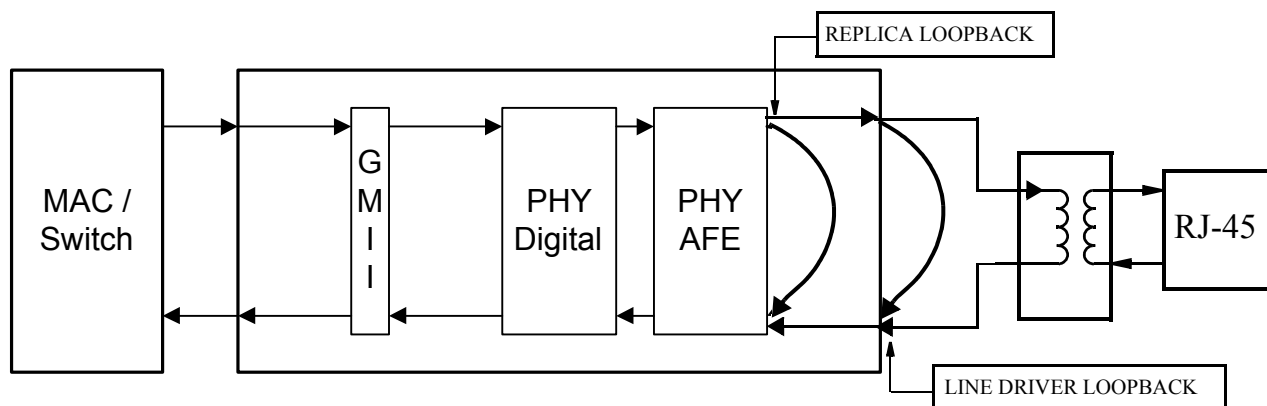 REPLICA LOOPBACK
MAC /
Switch
G
M
I
I
PHY
Digital
PHY
AFE
RJ-45
LINE DRIVER LOOPBACK